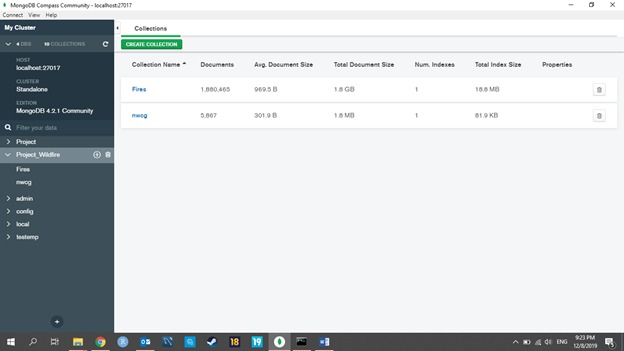 MongoDB Compass Community - localhost:27017
Connect View Help
My Cluster
Collections
4 DBS 10 COLLECTIONS
CREATE COLLECTION
HOST
localhost:27017
CLUSTER
Standalone
EDITION
MongoDB 4.2.1 Community
Filter your data
Project
Project_Wildfire
Fires
nwcg
admin
config
local
testemp
Collection Name Documents Avg. Document Size Total Document Size Num. Indexes Total Index Size Properties
Fires 1,880,465 969.5 B 1.8 GB 1 18.8 MB
nwcg 5,867 301.9 B 1.8 MB 1 81.9 KB
18 19
ENG
9:23 PM
12/8/2019